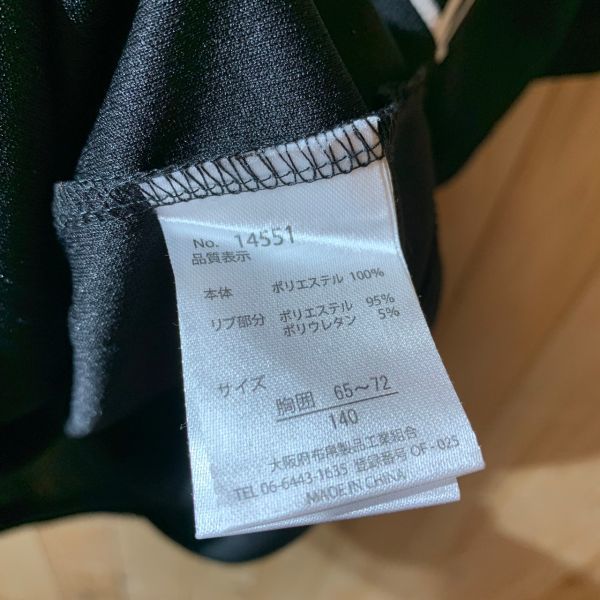 No. 14551
品質表示
本体 ポリエステル 100%
リブ部分 ポリエステル 95%
ポリウレタン 5%
サイズ 胸囲 65〜72
140
大阪府布帛製品工業組合
TEL 06-6443-1635 登録番号 OF-025
MADE IN CHINA